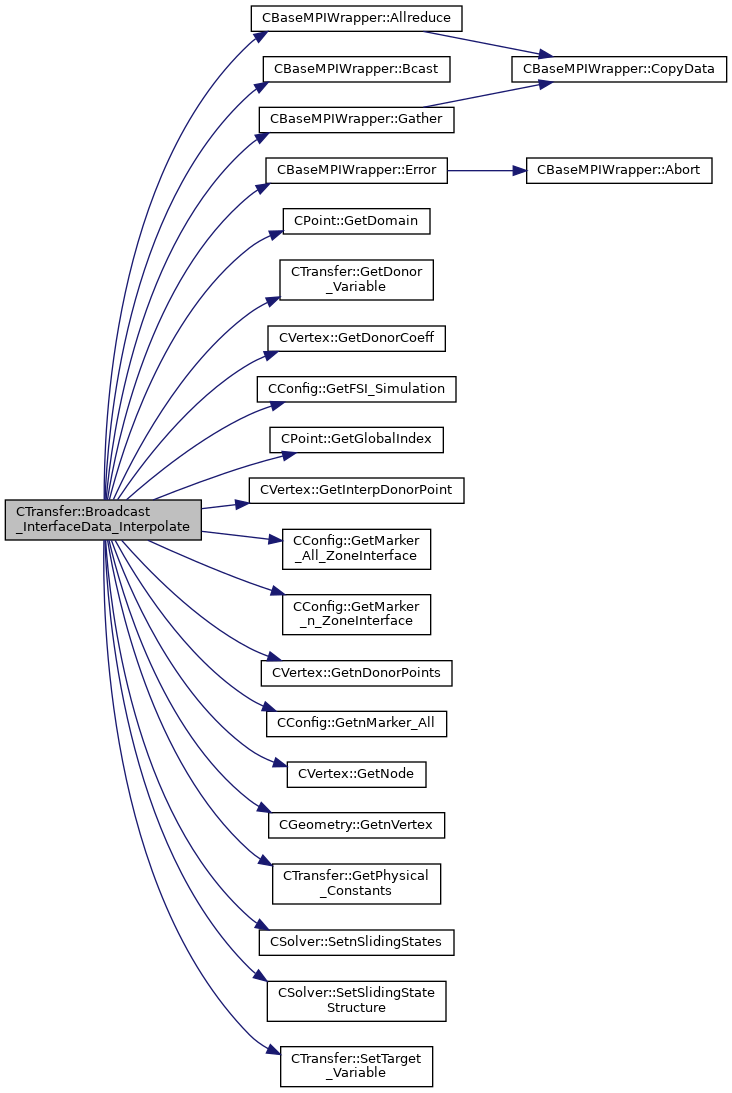 CBaseMPIWrapper::Allreduce
CBaseMPIWrapper::Bcast
CBaseMPIWrapper::CopyData
CBaseMPIWrapper::Gather
CBaseMPIWrapper::Error
CBaseMPIWrapper::Abort
CPoint::GetDomain
CTransfer::GetDonor
_Variable
CVertex::GetDonorCoeff
CConfig::GetFSI_Simulation
CPoint::GetGlobalIndex
CVertex::GetInterpDonorPoint
CTransfer::Broadcast
_InterfaceData_Interpolate
CConfig::GetMarker
_All_ZoneInterface
CConfig::GetMarker
_n_ZoneInterface
CVertex::GetnDonorPoints
CConfig::GetnMarker_All
CVertex::GetNode
CGeometry::GetnVertex
CTransfer::GetPhysical
_Constants
CSolver::SetnSlidingStates
CSolver::SetSlidingState
Structure
CTransfer::SetTarget
_Variable